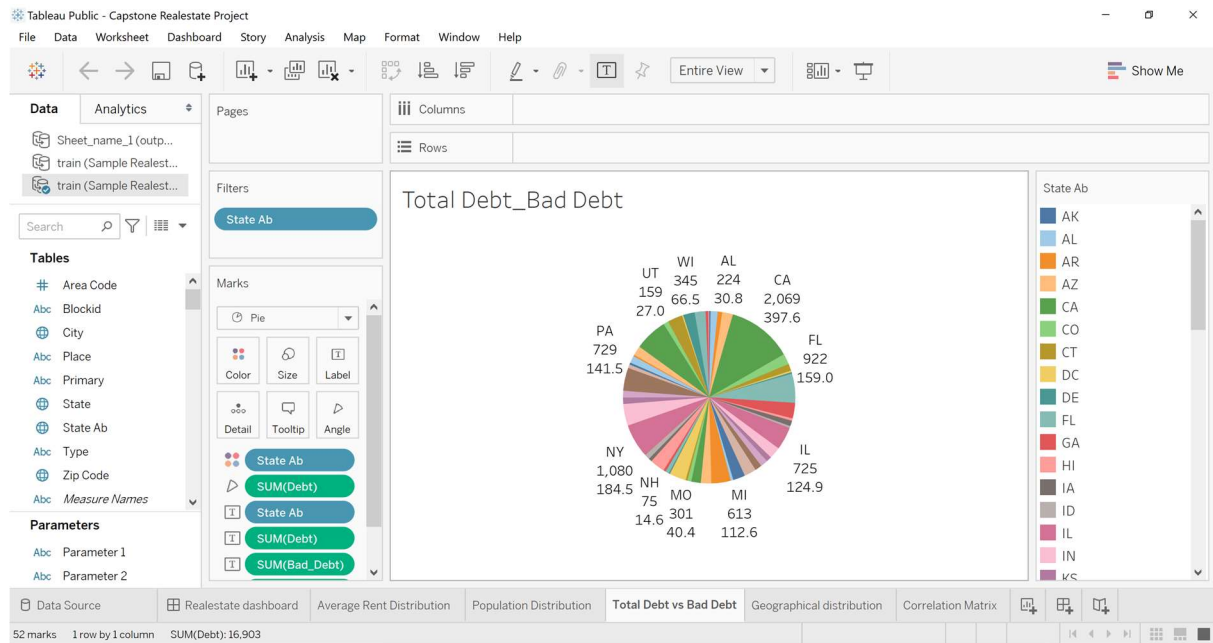 Tableau Public - Capstone Realestate Project
File Data Worksheet Dashboard Story Analysis Map Format Window Help
Entire View
Show Me
Data Analytics
Sheet_name_1 (outp...
train (Sample Realest...
train (Sample Realest...
Search
Tables
# Area Code
Abc Blockid
City
Abc Place
Abc Primary
State
State Ab
Abc Type
Zip Code
Abc Measure Names
Parameters
Abc Parameter 1
Abc Parameter 2
Pages
Filters
State Ab
Marks
Pie
Color Size Label
Detail Tooltip Angle
State Ab
SUM(Debt)
State Ab
SUM(Debt)
SUM(Bad_Debt)
Columns
Rows
Total Debt_Bad Debt
UT
159
27.0
WI
345
66.5
AL
224
30.8
CA
2,069
397.6
FL
922
159.0
PA
729
141.5
NY
1,080
184.5
NH
75
14.6
MO
301
40.4
MI
613
112.6
IL
725
124.9
State Ab
AK
AL
AR
AZ
CA
CO
CT
DC
DE
FL
GA
HI
IA
ID
IL
IN
KS
Data Source Realestate dashboard Average Rent Distribution Population Distribution Total Debt vs Bad Debt Geographical distribution Correlation Matrix
52 marks 1 row by 1 column SUM(Debt): 16,903